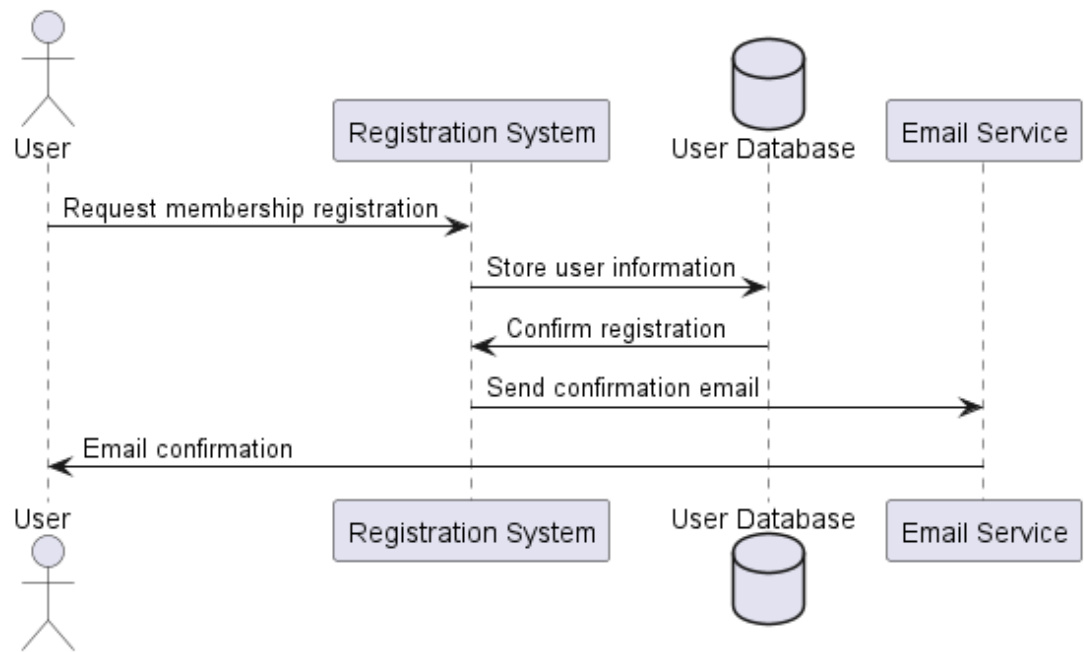 User
Registration System
User Database
Email Service
Request membership registration
Store user information
Confirm registration
Send confirmation email
Email confirmation
User
Registration System
User Database
Email Service